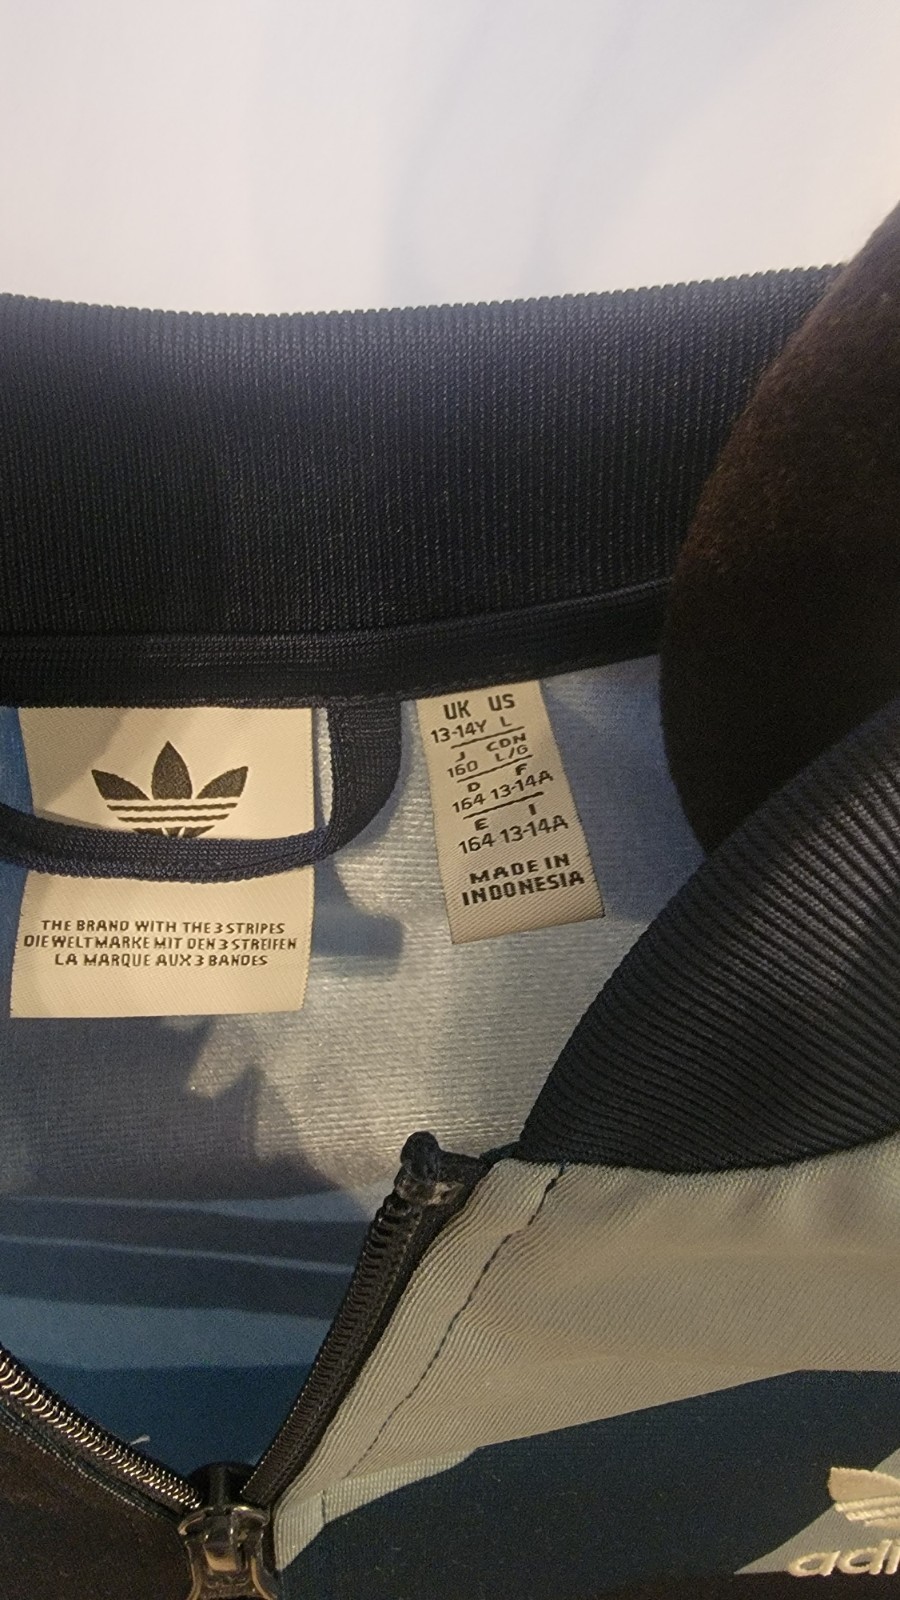 THE BRAND WITH THE 3 STRIPES
DIE WELTMARKE MIT DEN 3 STREIFEN
LA MARQUE AUX 3 BANDES
UK US
13-14Y L
J CDN
160 L/G
D F
164 13-14A
E I
164 13-14A
MADE IN
INDONESIA
adi